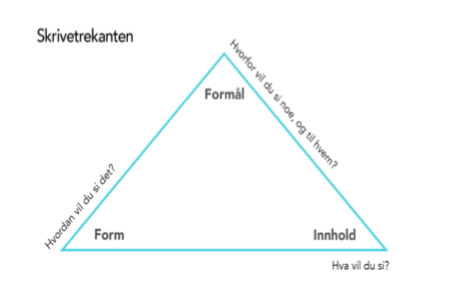 Skrivetrekanten
Hvorfor vil du si noe, og til hvem?
Formål
Hvordan vil du si det?
Form
Innhold
Hva vil du si?